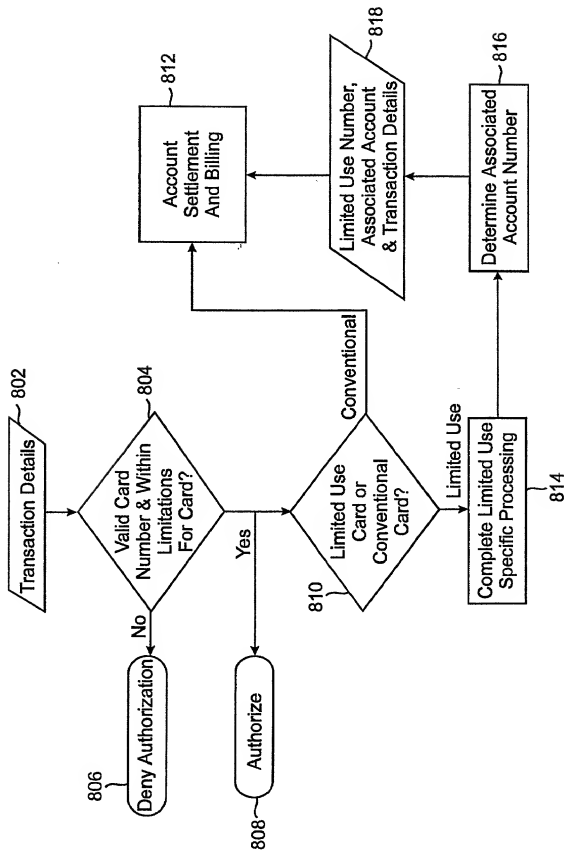 802
Transaction Details
804
Valid Card
Number & Within
Limitations
For Card?
No
806
Deny Authorization
Yes
808
Authorize
810
Limited Use
Card or
Conventional
Card?
Conventional
812
Account
Settlement
And Billing
Limited Use
Complete Limited Use
Specific Processing
814
Determine Associated
Account Number
816
Limited Use Number,
Associated Account
& Transaction Details
818